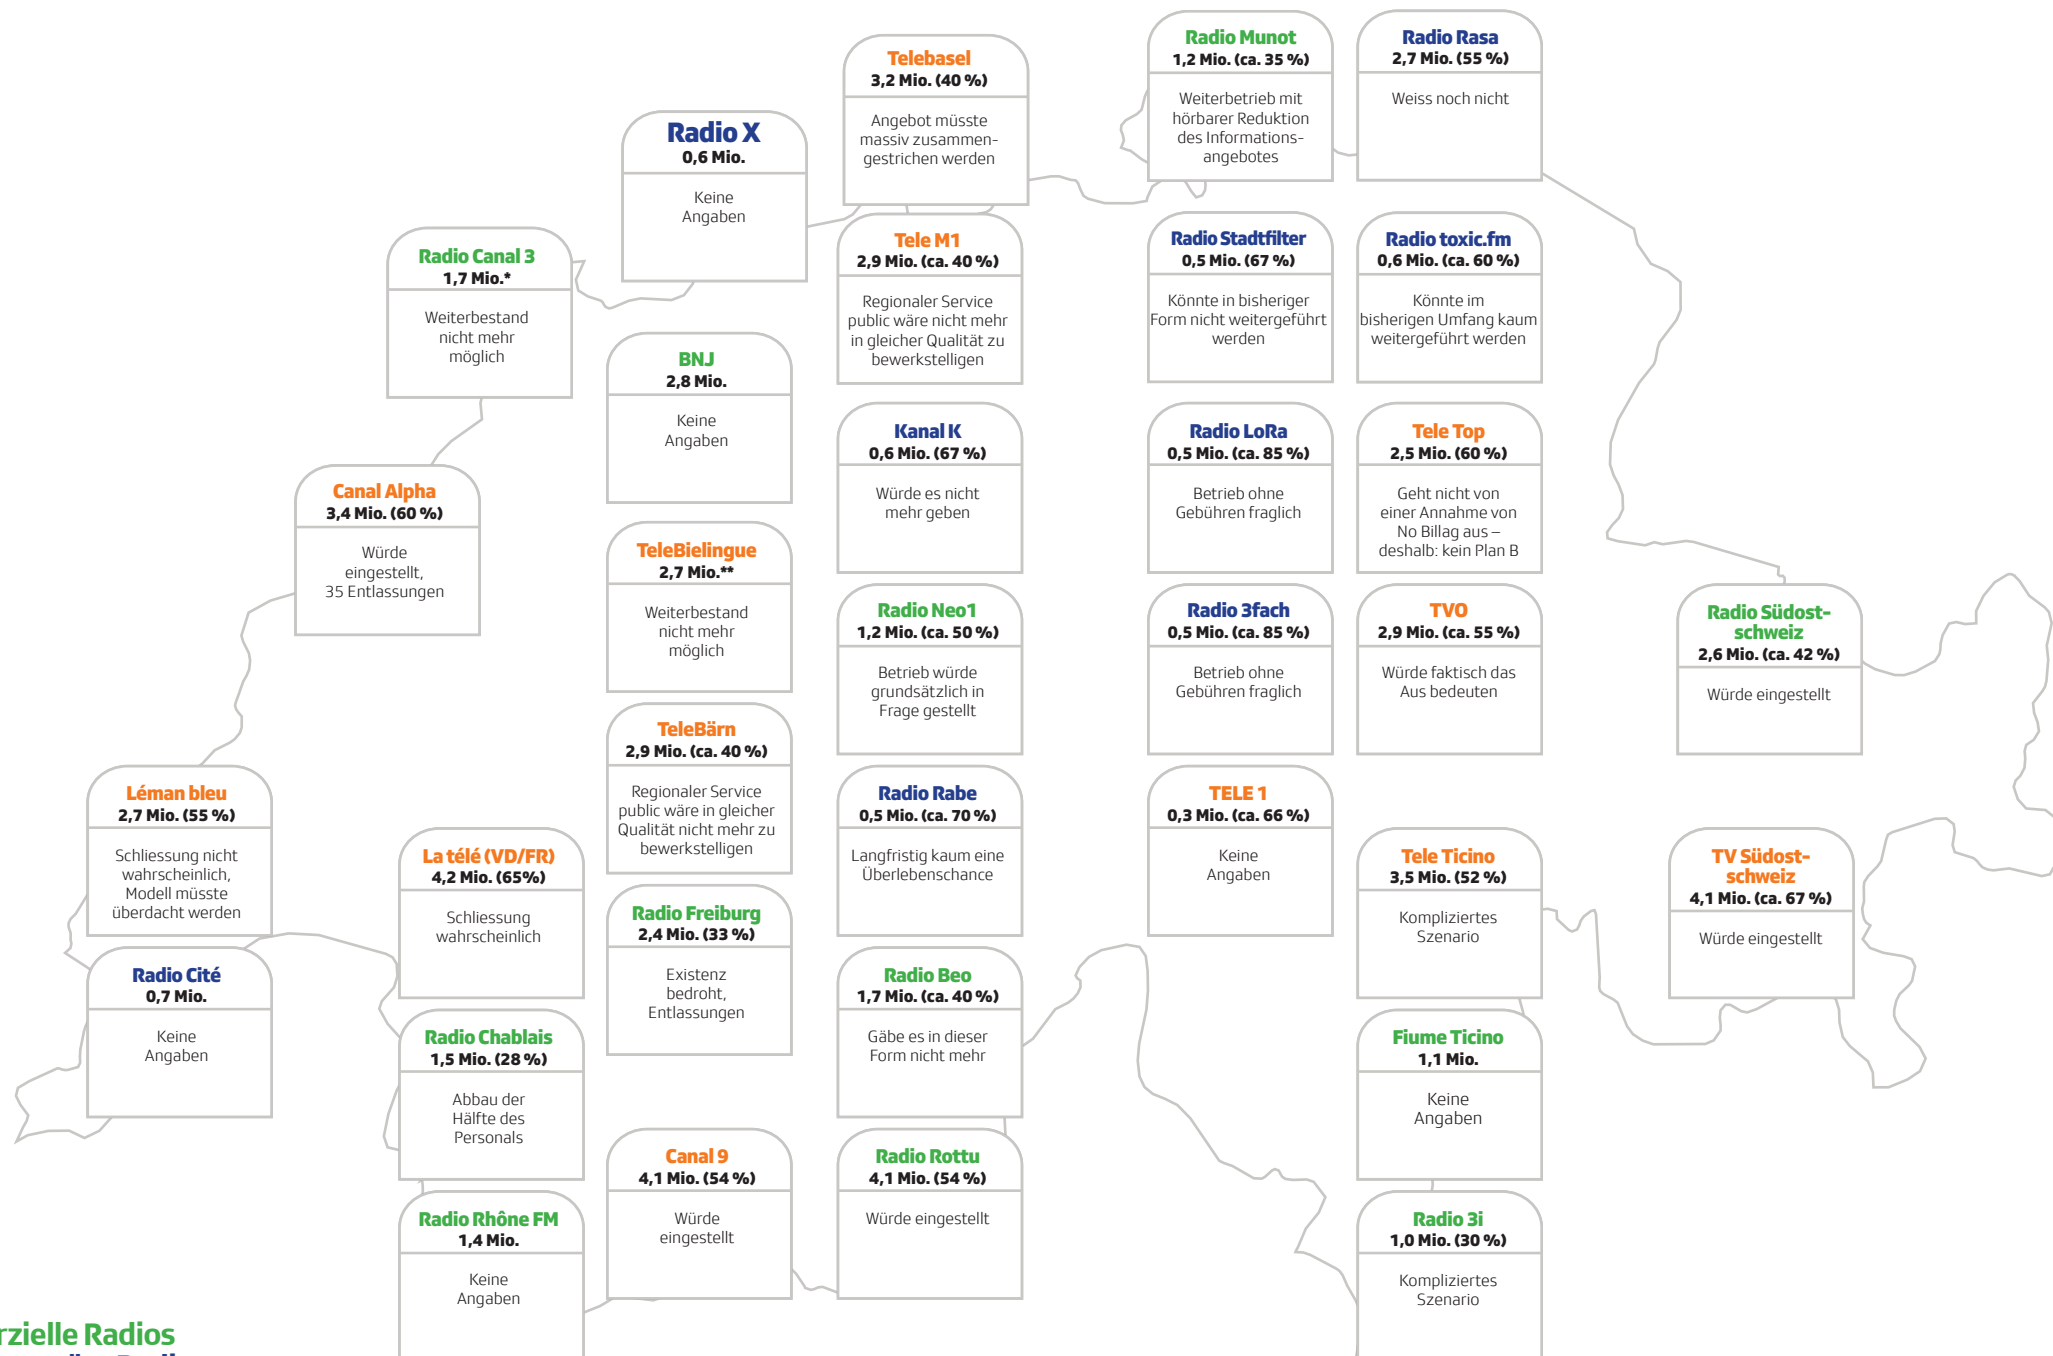 Telebasel
3,2 Mio. (40 %)
Angebot müsste
massiv zusammen-
gestrichen werden
Radio Munot
1,2 Mio. (ca. 35 %)
Weiterbetrieb mit
hörbarer Reduktion
des Informations-
angebotes
Radio Rasa
2,7 Mio. (55 %)
Weiss noch nicht
Radio X
0,6 Mio.
Keine
Angaben
Radio Canal 3
1,7 Mio.*
Weiterbestand
nicht mehr
möglich
Tele M1
2,9 Mio. (ca. 40 %)
Regionaler Service
public wäre nicht mehr
in gleicher Qualität zu
bewerkstelligen
Radio Stadtfilter
0,5 Mio. (67 %)
Könnte in bisheriger
Form nicht weitergeführt
werden
Radio toxic.fm
0,6 Mio. (ca. 60 %)
Könnte im
bisherigen Umfang kaum
weitergeführt werden
BNJ
2,8 Mio.
Keine
Angaben
Kanal K
0,6 Mio. (67 %)
Würde es nicht
mehr geben
Radio LoRa
0,5 Mio. (ca. 85 %)
Betrieb ohne
Gebühren fraglich
Tele Top
2,5 Mio. (60 %)
Geht nicht von
einer Annahme von
No Billag aus –
deshalb: kein Plan B
Canal Alpha
3,4 Mio. (60 %)
Würde
eingestellt,
35 Entlassungen
TeleBielingue
2,7 Mio.**
Weiterbestand
nicht mehr
möglich
Radio Neo1
1,2 Mio. (ca. 50 %)
Betrieb würde
grundsätzlich in
Frage gestellt
Radio 3fach
0,5 Mio. (ca. 85 %)
Betrieb ohne
Gebühren fraglich
TVO
2,9 Mio. (ca. 55 %)
Würde faktisch das
Aus bedeuten
Radio Südost-
schweiz
2,6 Mio. (ca. 42 %)
Würde eingestellt
TeleBärn
2,9 Mio. (ca. 40 %)
Regionaler Service
public wäre in gleicher
Qualität nicht mehr zu
bewerkstelligen
Léman bleu
2,7 Mio. (55 %)
Schliessung nicht
wahrscheinlich,
Modell müsste
überdacht werden
La télé (VD/FR)
4,2 Mio. (65%)
Schliessung
wahrscheinlich
Radio Rabe
0,5 Mio. (ca. 70 %)
Langfristig kaum eine
Überlebenschance
TELE 1
0,3 Mio. (ca. 66 %)
Keine
Angaben
Tele Ticino
3,5 Mio. (52 %)
Kompliziertes
Szenario
TV Südost-
schweiz
4,1 Mio. (ca. 67 %)
Würde eingestellt
Radio Freiburg
2,4 Mio. (33 %)
Existenz
bedroht,
Entlassungen
Radio Cité
0,7 Mio.
Keine
Angaben
Radio Beo
1,7 Mio. (ca. 40 %)
Gäbe es in dieser
Form nicht mehr
Radio Chablais
1,5 Mio. (28 %)
Abbau der
Hälfte des
Personals
Fiume Ticino
1,1 Mio.
Keine
Angaben
Canal 9
4,1 Mio. (54 %)
Würde
eingestellt
Radio Rottu
4,1 Mio. (54 %)
Würde eingestellt
Radio Rhône FM
1,4 Mio.
Keine
Angaben
Radio 3i
1,0 Mio. (30 %)
Kompliziertes
Szenario
rzielle Radios